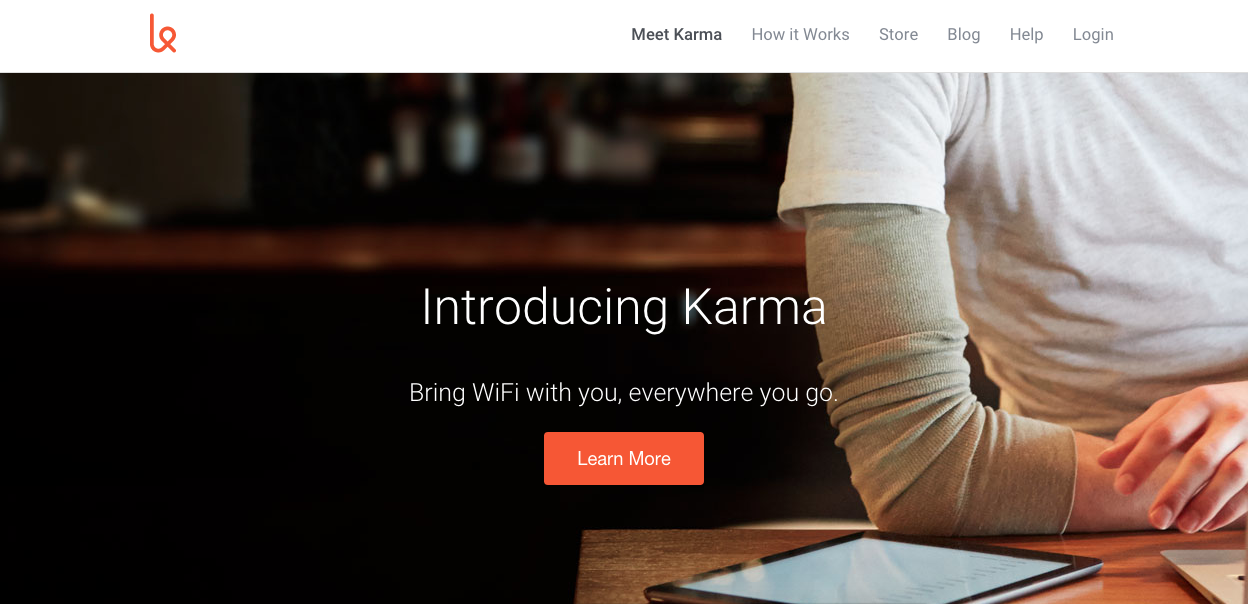 Meet Karma How it Works Store Blog Help Login
Introducing Karma
Bring WiFi with you, everywhere you go.
Learn More